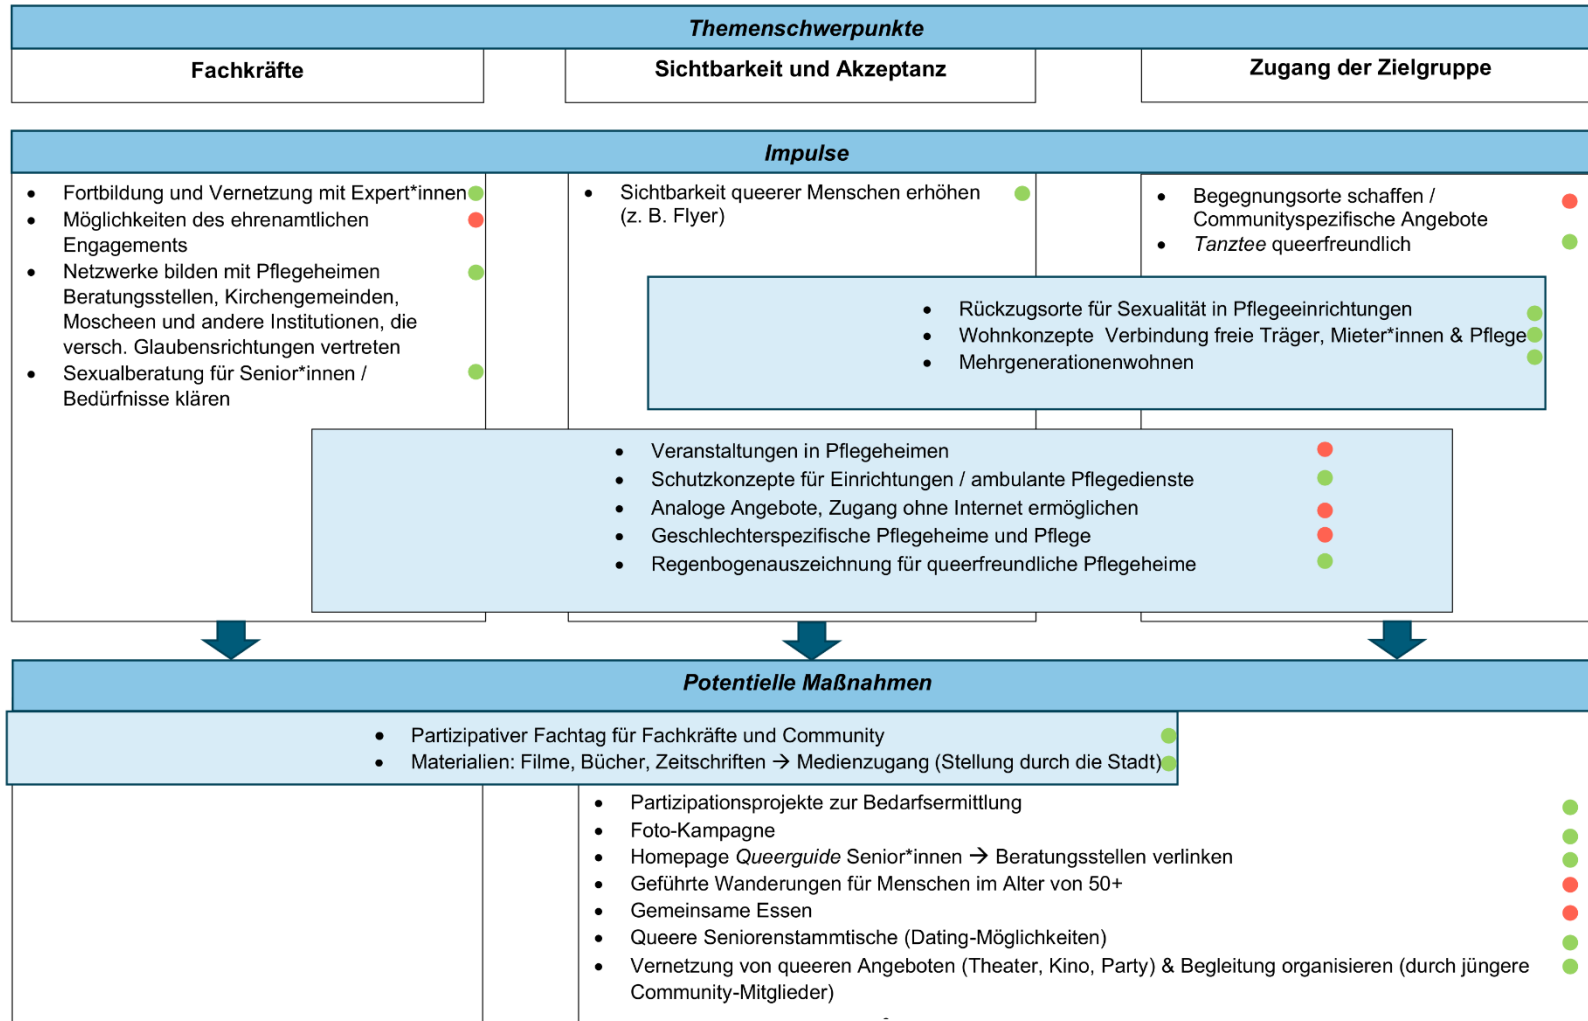 Themenschwerpunkte
Fachkräfte
Sichtbarkeit und Akzeptanz
Zugang der Zielgruppe
Impulse
• Fortbildung und Vernetzung mit Expert*innen
• Möglichkeiten des ehrenamtlichen
Engagements
• Netzwerke bilden mit Pflegeheimen
Beratungsstellen, Kirchengemeinden,
Moscheen und andere Institutionen, die
versch. Glaubensrichtungen vertreten
• Sexualberatung für Senior*innen /
Bedürfnisse klären
• Sichtbarkeit queerer Menschen erhöhen
(z. B. Flyer)
• Begegnungsorte schaffen /
Communityspezifische Angebote
• Tanztee queerfreundlich
• Rückzugsorte für Sexualität in Pflegeeinrichtungen
• Wohnkonzepte Verbindung freie Träger, Mieter*innen & Pflege
• Mehrgenerationenwohnen
• Veranstaltungen in Pflegeheimen
• Schutzkonzepte für Einrichtungen / ambulante Pflegedienste
• Analoge Angebote, Zugang ohne Internet ermöglichen
• Geschlechterspezifische Pflegeheime und Pflege
• Regenbogenauszeichnung für queerfreundliche Pflegeheime
Potentielle Maßnahmen
• Partizipativer Fachtag für Fachkräfte und Community
• Materialien: Filme, Bücher, Zeitschriften → Medienzugang (Stellung durch die Stadt)
• Partizipationsprojekte zur Bedarfsermittlung
• Foto-Kampagne
• Homepage Queerguide Senior*innen → Beratungsstellen verlinken
• Geführte Wanderungen für Menschen im Alter von 50+
• Gemeinsame Essen
• Queere Seniorenstammtische (Dating-Möglichkeiten)
• Vernetzung von queeren Angeboten (Theater, Kino, Party) & Begleitung organisieren (durch jüngere
Community-Mitglieder)